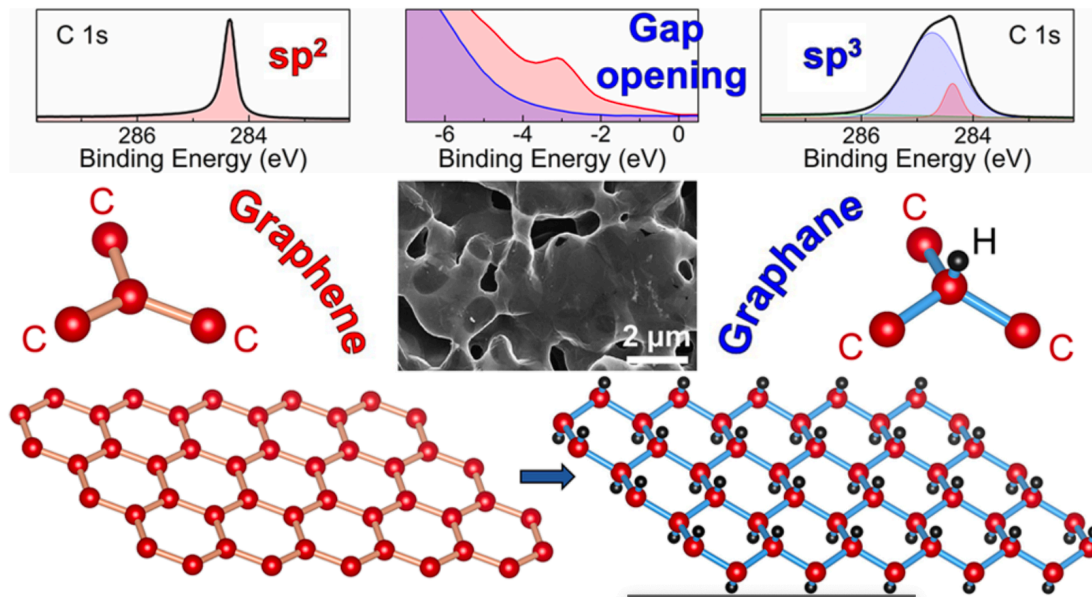 C 1s
sp²
286
284
Binding Energy (eV)
Gap
opening
-6
-4
-2
0
Binding Energy (eV)
sp³
C 1s
286
284
Binding Energy (eV)
C
C
C
Graphene
2 μm
Graphane
C
H
C
C